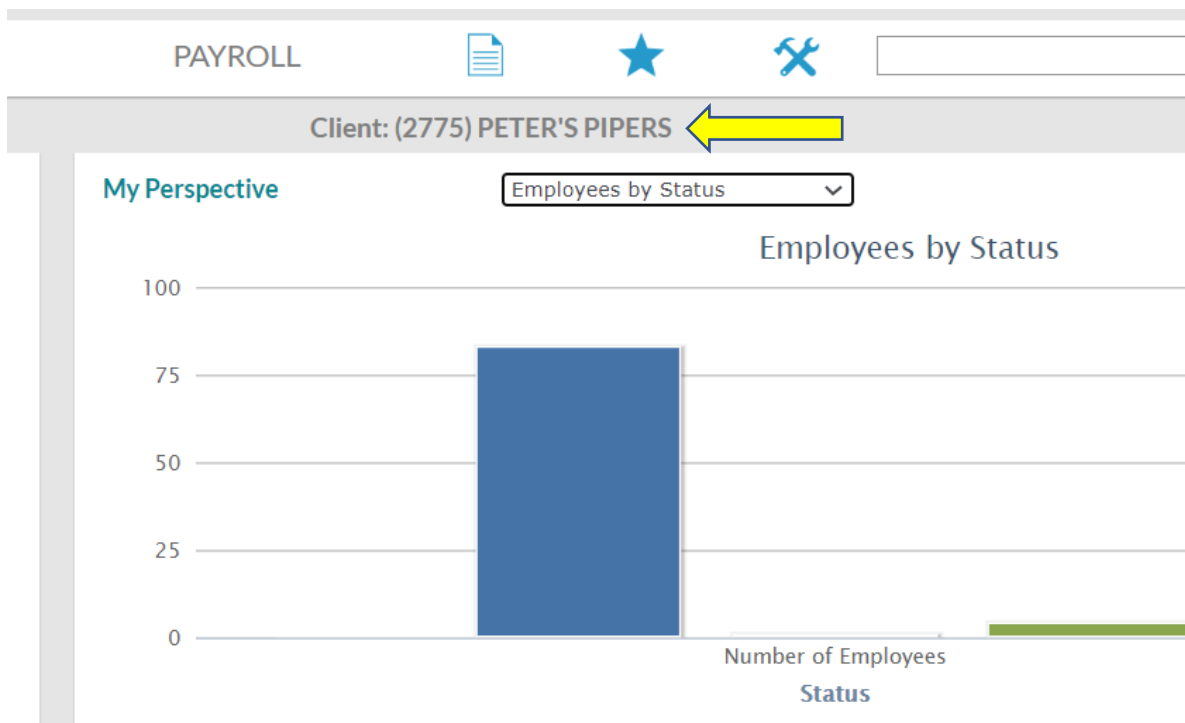 PAYROLL
Client: (2775) PETER'S PIPERS
My Perspective
Employees by Status
Employees by Status
100
75
50
25
0
Number of Employees
Status